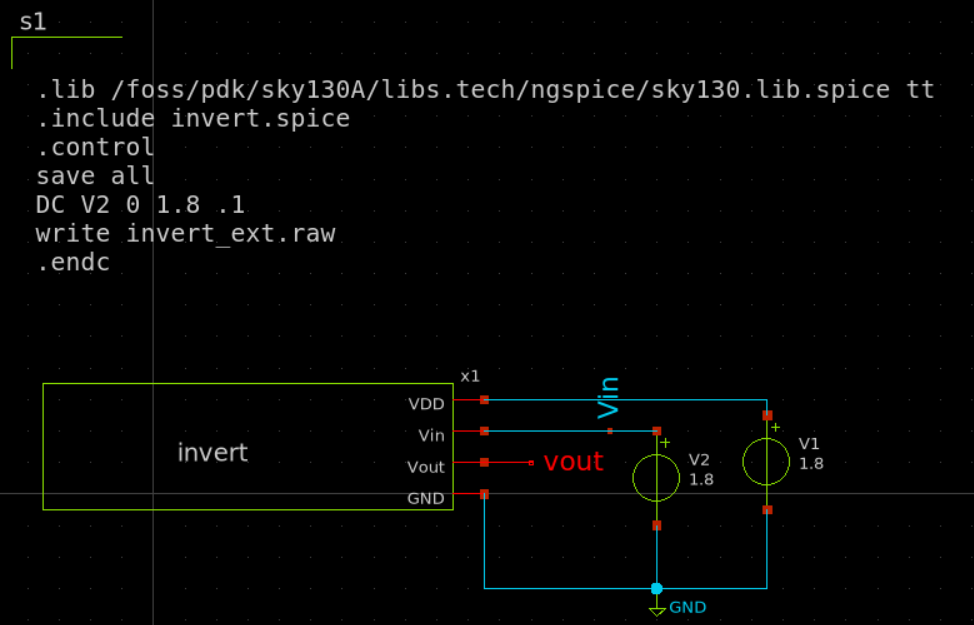 s1
.lib /foss/pdk/sky130A/libs.tech/ngspice/sky130.lib.spice tt
.include invert.spice
.control
save all
DC V2 0 1.8 .1
write invert_ext.raw
.endc
x1
VDD
Vin
Vin
Vout
GND
invert
vout
V2
1.8
V1
1.8
GND